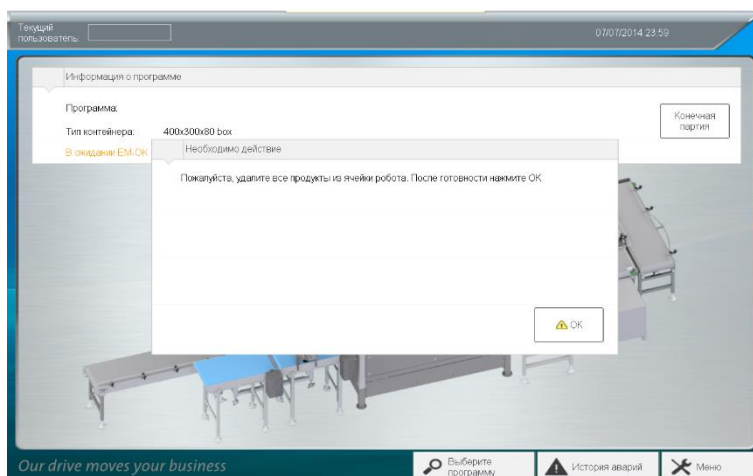 Текущий
пользователь:
07/07/2014 23:59
Информация о программе
Программа:
Тип контейнера: 400x300x80 box
В ожидании EM-OK
Конечная
партия
Необходимо действие
Пожалуйста, удалите все продукты из ячейки робота. После готовности нажмите OK
OK
Our drive moves your business
Выберите
программу
История аварий
Меню